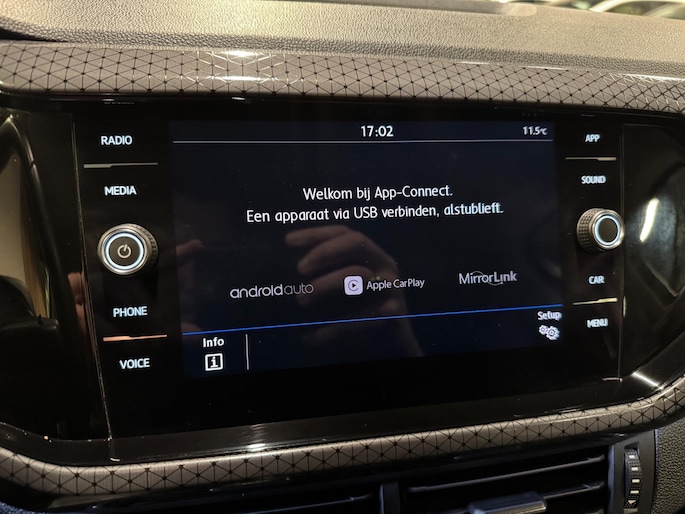 RADIO
MEDIA
PHONE
VOICE
17:02
11.5°C
Welkom bij App-Connect.
Een apparaat via USB verbinden, alstublieft.
androidauto
Apple CarPlay
MirrorLink
Info
i
Setup
APP
SOUND
CAR
MENU